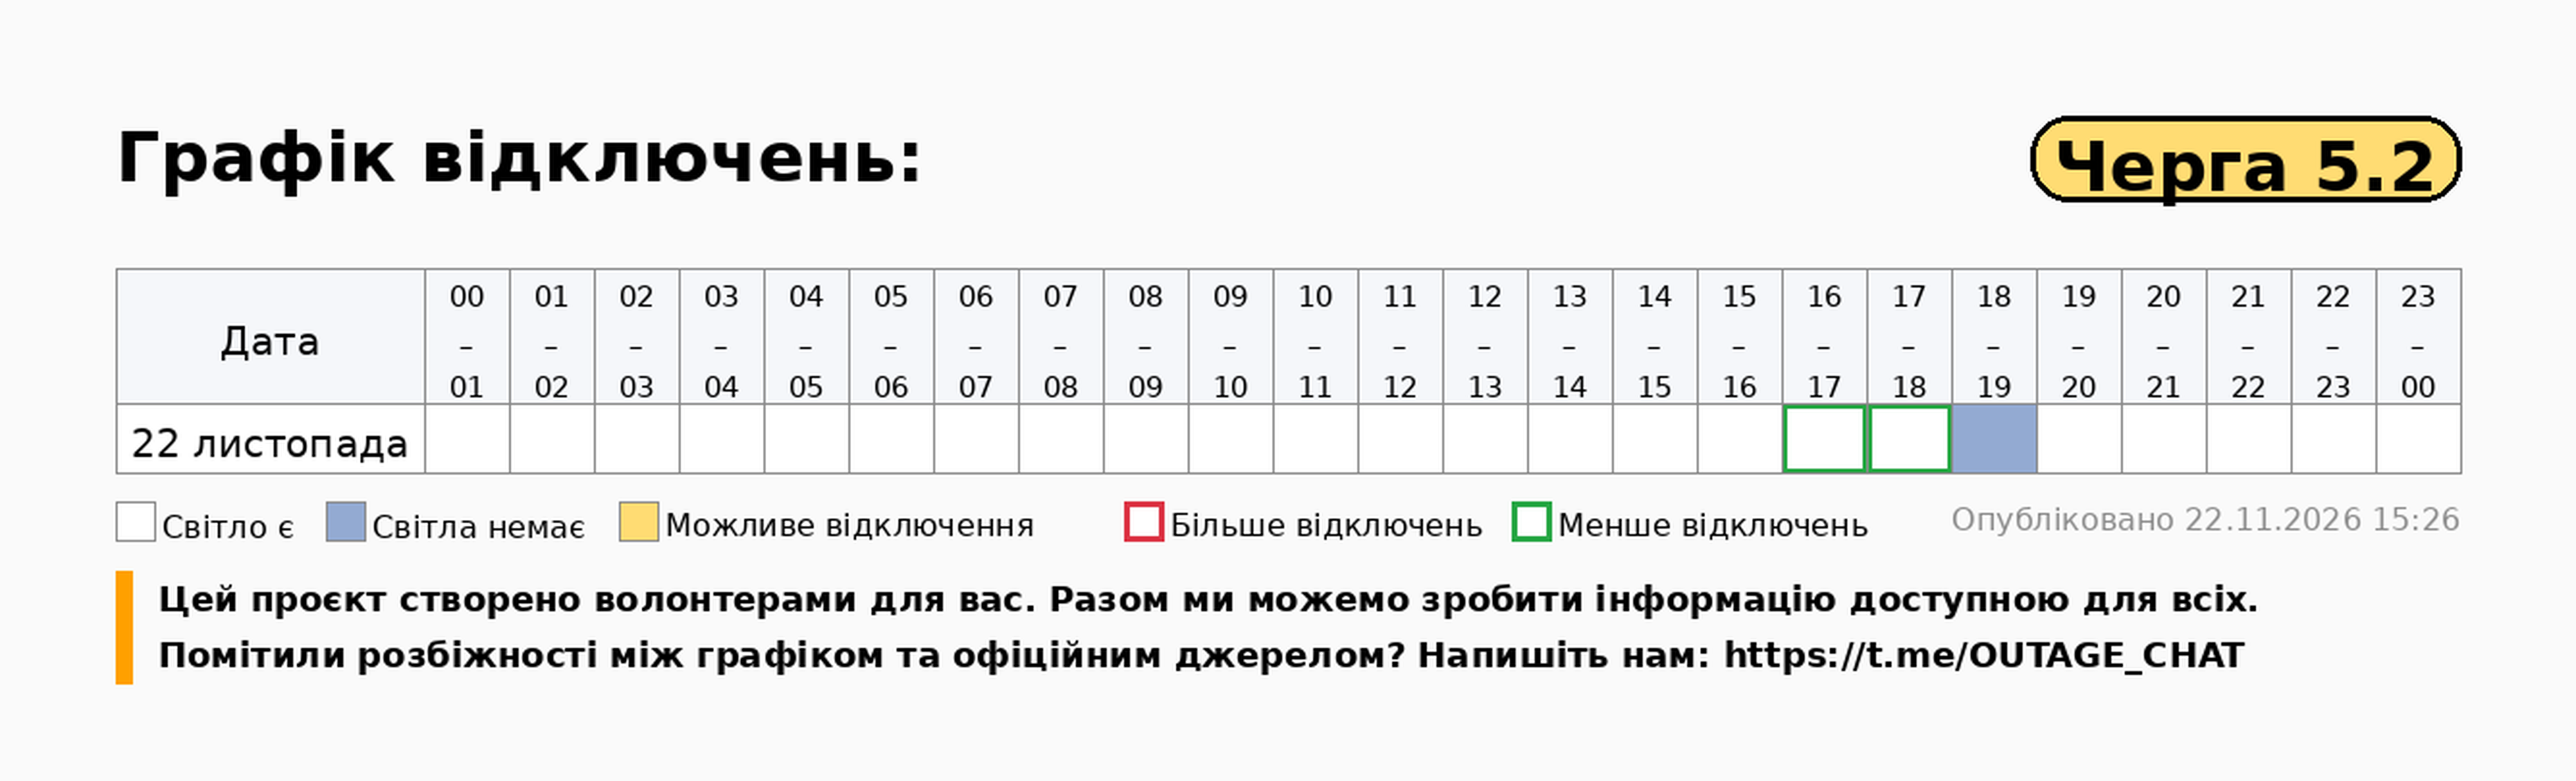 Графік відключень:
Черга 5.2
Дата 00 – 01 01 – 02 02 – 03 03 – 04 04 – 05 05 – 06 06 – 07 07 – 08 08 – 09 09 – 10 10 – 11 11 – 12 12 – 13 13 – 14 14 – 15 15 – 16 16 – 17 17 – 18 18 – 19 19 – 20 20 – 21 21 – 22 22 – 23 23 – 00
22 листопада
Світло є Світла немає Можливе відключення Більше відключень Менше відключень Опубліковано 22.11.2026 15:26
Цей проєкт створено волонтерами для вас. Разом ми можемо зробити інформацію доступною для всіх.
Помітили розбіжності між графіком та офіційним джерелом? Напишіть нам: https://t.me/OUTAGE_CHAT